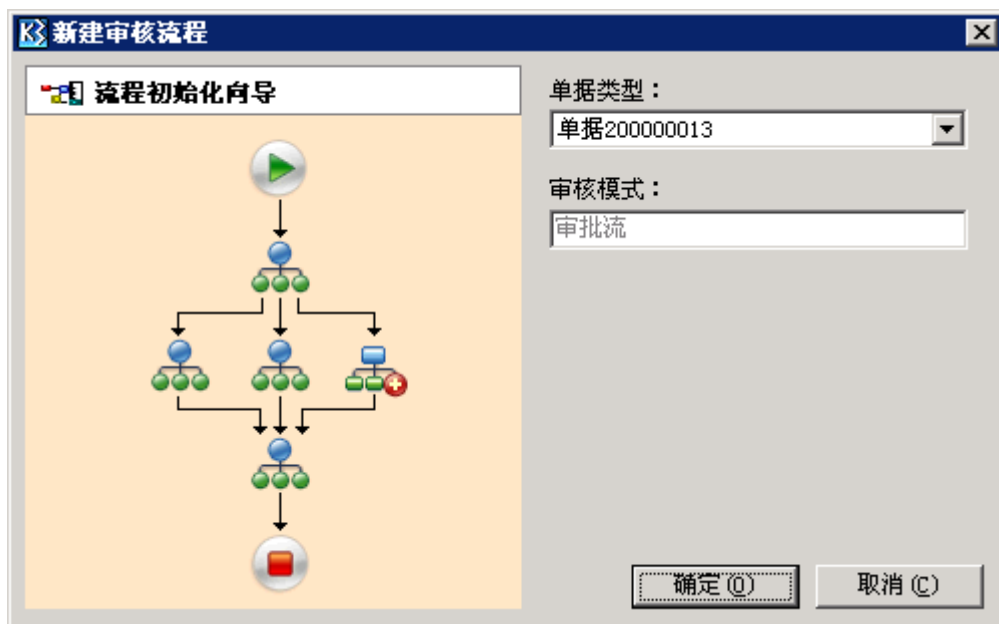 K3 新建审核流程
流程初始化向导
单据类型：
单据200000013
审核模式：
审批流
确定(O)
取消(C)